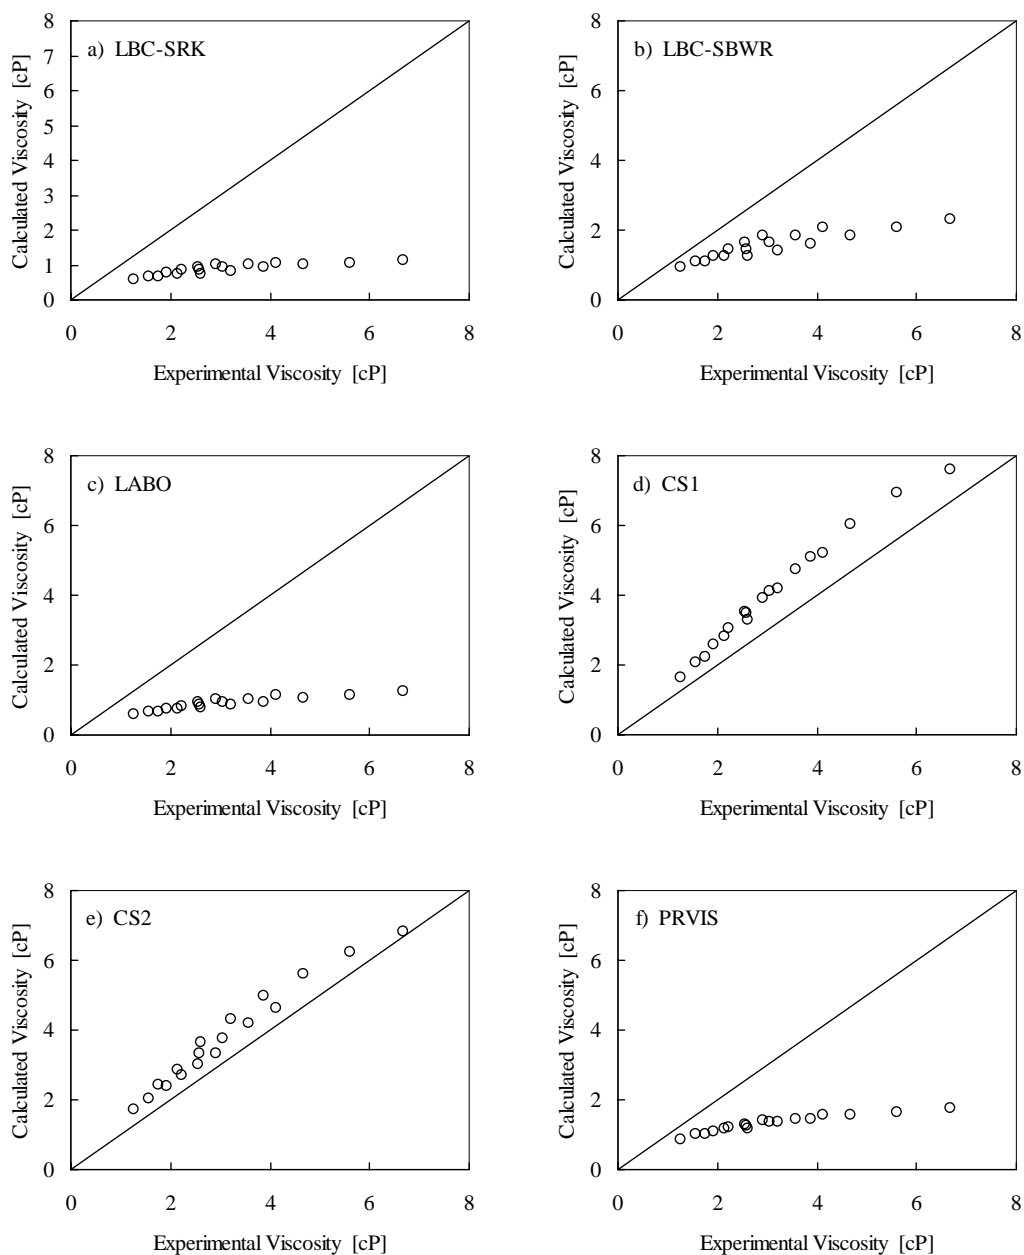 a) LBC-SRK
8
7
6
5
4
3
2
1
0
Calculated Viscosity [cP]
0 2 4 6 8
Experimental Viscosity [cP]
b) LBC-SBWR
8
6
4
2
0
Calculated Viscosity [cP]
0 2 4 6 8
Experimental Viscosity [cP]
c) LABO
8
6
4
2
0
Calculated Viscosity [cP]
0 2 4 6 8
Experimental Viscosity [cP]
d) CS1
8
6
4
2
0
Calculated Viscosity [cP]
0 2 4 6 8
Experimental Viscosity [cP]
e) CS2
8
6
4
2
0
Calculated Viscosity [cP]
0 2 4 6 8
Experimental Viscosity [cP]
f) PRVIS
8
6
4
2
0
Calculated Viscosity [cP]
0 2 4 6 8
Experimental Viscosity [cP]